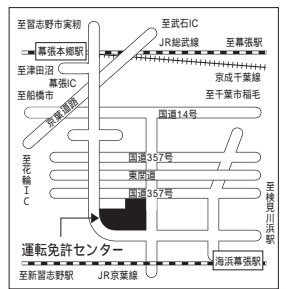 至習志野市実籾
至武石IC
幕張本郷駅
JR総武線
至幕張駅
至津田沼
京成千葉線
幕張IC
至船橋市
至千葉市稲毛
京葉道路
国道14号
国道357号
東関道
国道357号
至花輪IC
至検見川浜駅
運転免許センター
海浜幕張駅
至新習志野駅
JR京葉線